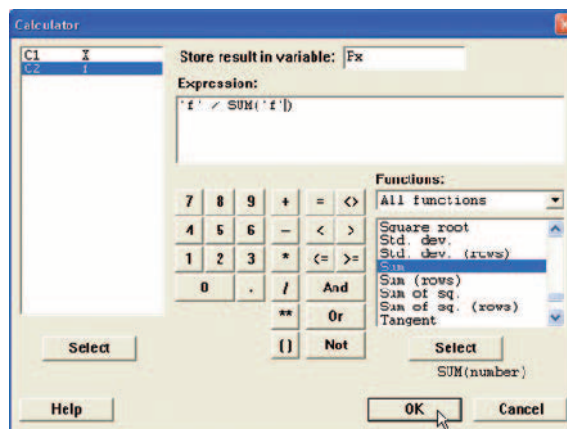 Calculator
C1 X
C2 f
Store result in variable: Px
Expression:
'f' / SUM('f')
Functions:
All functions
7 8 9 + = <>
4 5 6 − < >
1 2 3 * <= >=
0 . / And
** Or
() Not
Square root
Std. dev.
Std. dev. (rows)
Sum
Sum (rows)
Sum of sq.
Sum of sq. (rows)
Tangent
Select
Select
SUM(number)
Help
OK
Cancel